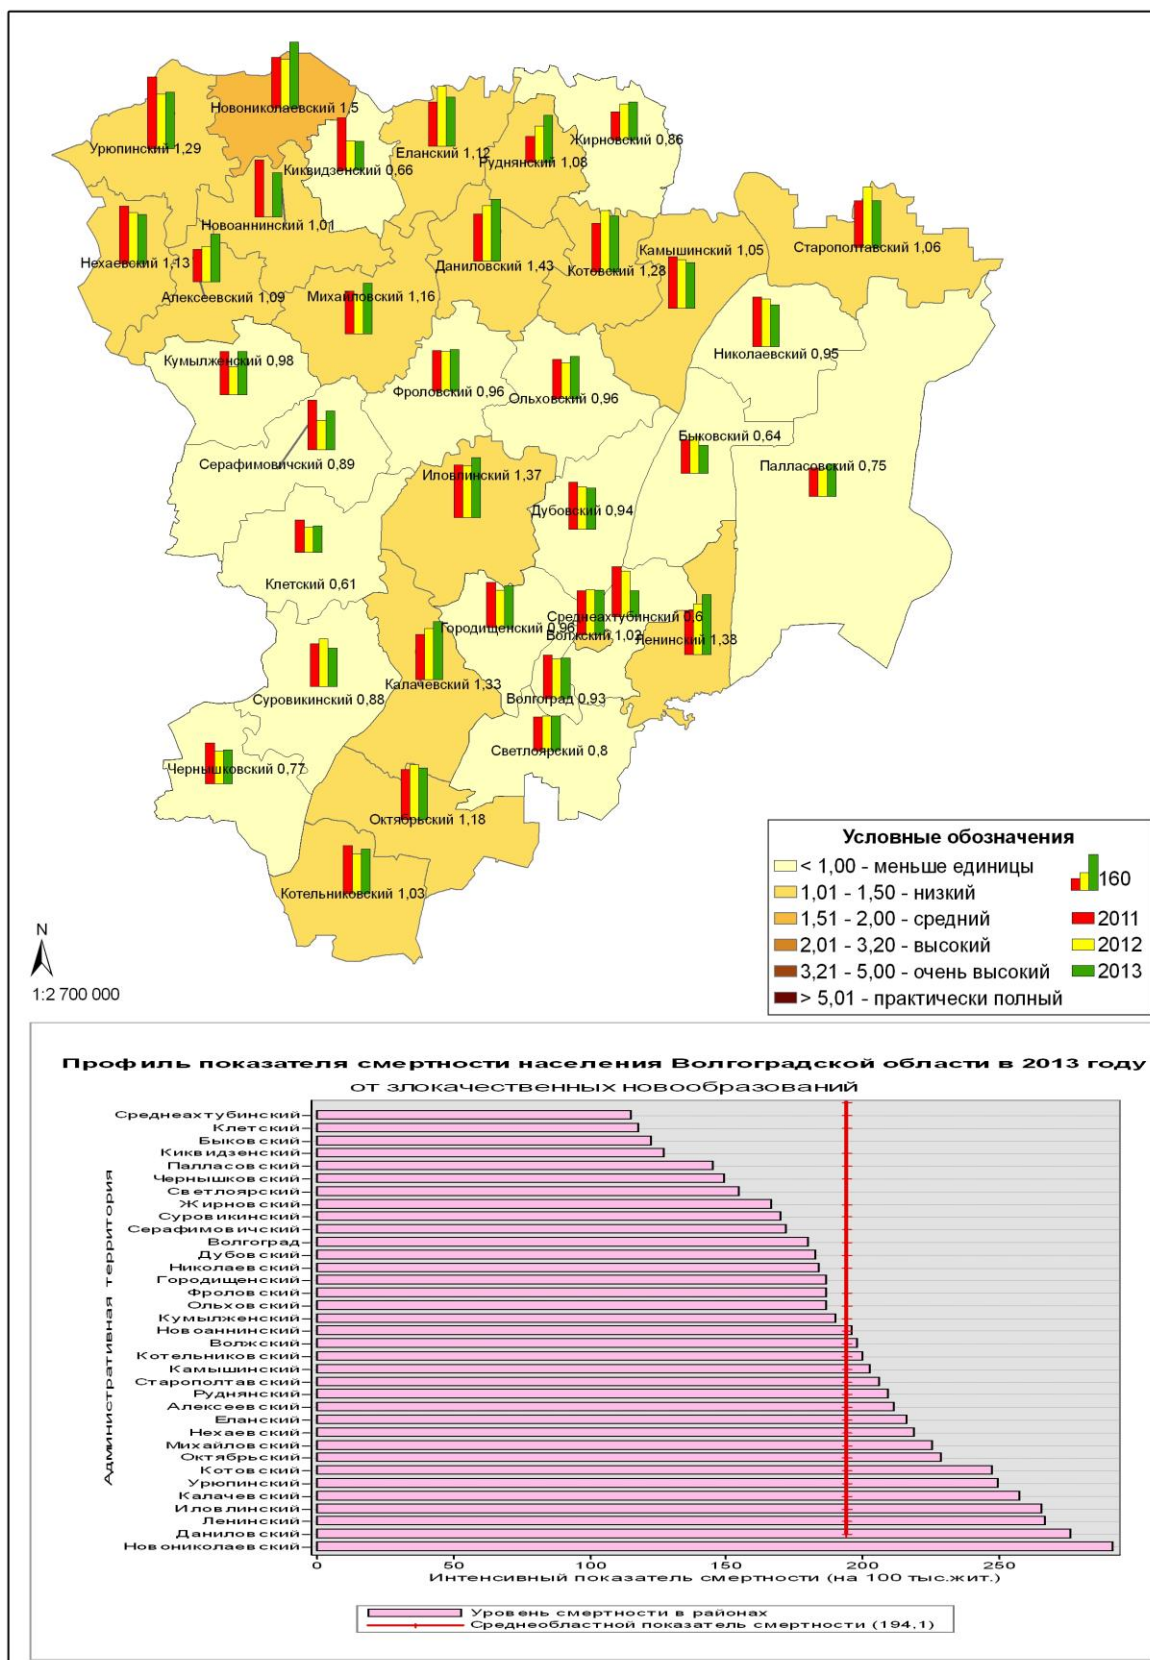 Новониколаевский 1,5
Урюпинский 1,29
Киквидзенский 0,66
Еланский 1,12
Руднянский 1,08
Жирновский 0,86
Новоаннинский 1,01
Нехаевский 1,13
Алексеевский 1,09
Михайловский 1,16
Даниловский 1,43
Котовский 1,28
Камышинский 1,05
Старополтавский 1,06
Кумылженский 0,98
Фроловский 0,96
Ольховский 0,96
Николаевский 0,95
Серафимовичский 0,89
Иловлинский 1,37
Быковский 0,64
Палласовский 0,75
Дубовский 0,94
Клетский 0,61
Среднеахтубинский 0,6
Городищенский 0,96
Волжский 1,02
Ленинский 1,38
Калачевский 1,33
Суровикинский 0,88
Волгоград 0,93
Светлоярский 0,8
Чернышковский 0,77
Октябрьский 1,18
Котельниковский 1,03
N
1:2 700 000
Условные обозначения
< 1,00 - меньше единицы
1,01 - 1,50 - низкий
1,51 - 2,00 - средний
2,01 - 3,20 - высокий
3,21 - 5,00 - очень высокий
> 5,01 - практически полный
160
2011
2012
2013
Профиль показателя смертности населения Волгоградской области в 2013 году
от злокачественных новообразований
Административная территория
Среднеахтубинский
Клетский
Быковский
Киквидзенский
Палласовский
Чернышковский
Светлоярский
Жирновский
Суровикинский
Серафимовичский
Волгоград
Дубовский
Николаевский
Городищенский
Фроловский
Ольховский
Кумылженский
Новоаннинский
Волжский
Котельниковский
Камышинский
Старополтавский
Руднянский
Алексеевский
Еланский
Нехаевский
Михайловский
Октябрьский
Котовский
Урюпинский
Калачевский
Иловлинский
Ленинский
Даниловский
Новониколаевский
0 50 100 150 200 250
Интенсивный показатель смертности (на 100 тыс.жит.)
Уровень смертности в районах
Среднеобластной показатель смертности (194,1)